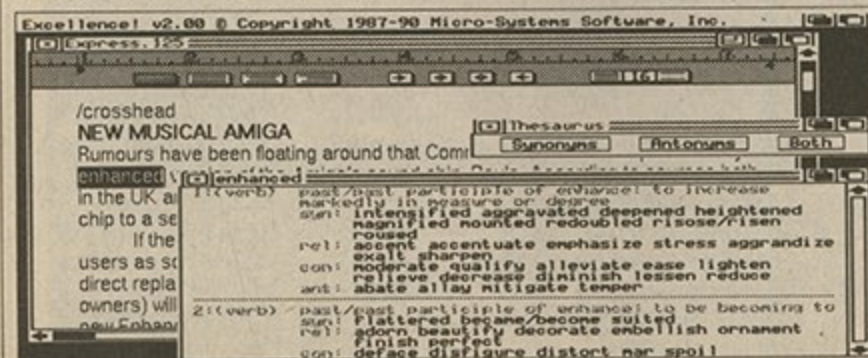 Excellence! v2.00 © Copyright 1987-90 Micro-Systems Software, Inc.
Express.125
/crosshead
NEW MUSICAL AMIGA
Rumours have been floating around that Comm
Thesaurus
Synonyms Antonyms Both
enhanced
in the UK a
chip to a se
If the
users as so
direct repla
owners) will
new Enhanc
enhanced
1:(verb) past/past participle of enhance: to increase
markedly in measure or degree
syn: intensified aggravated deepened heightened
magnified mounted redoubled risose/risen
roused
rel: accent accentuate emphasize stress aggrandize
exalt sharpen
con: moderate qualify alleviate ease lighten
relieve decrease diminish lessen reduce
ant: abate allay mitigate temper
2:(verb) past/past participle of enhance: to be becoming to
syn: flattered became/become suited
rel: adorn beautify decorate embellish ornament
finish perfect
con: deface disfigure distort mar spoil